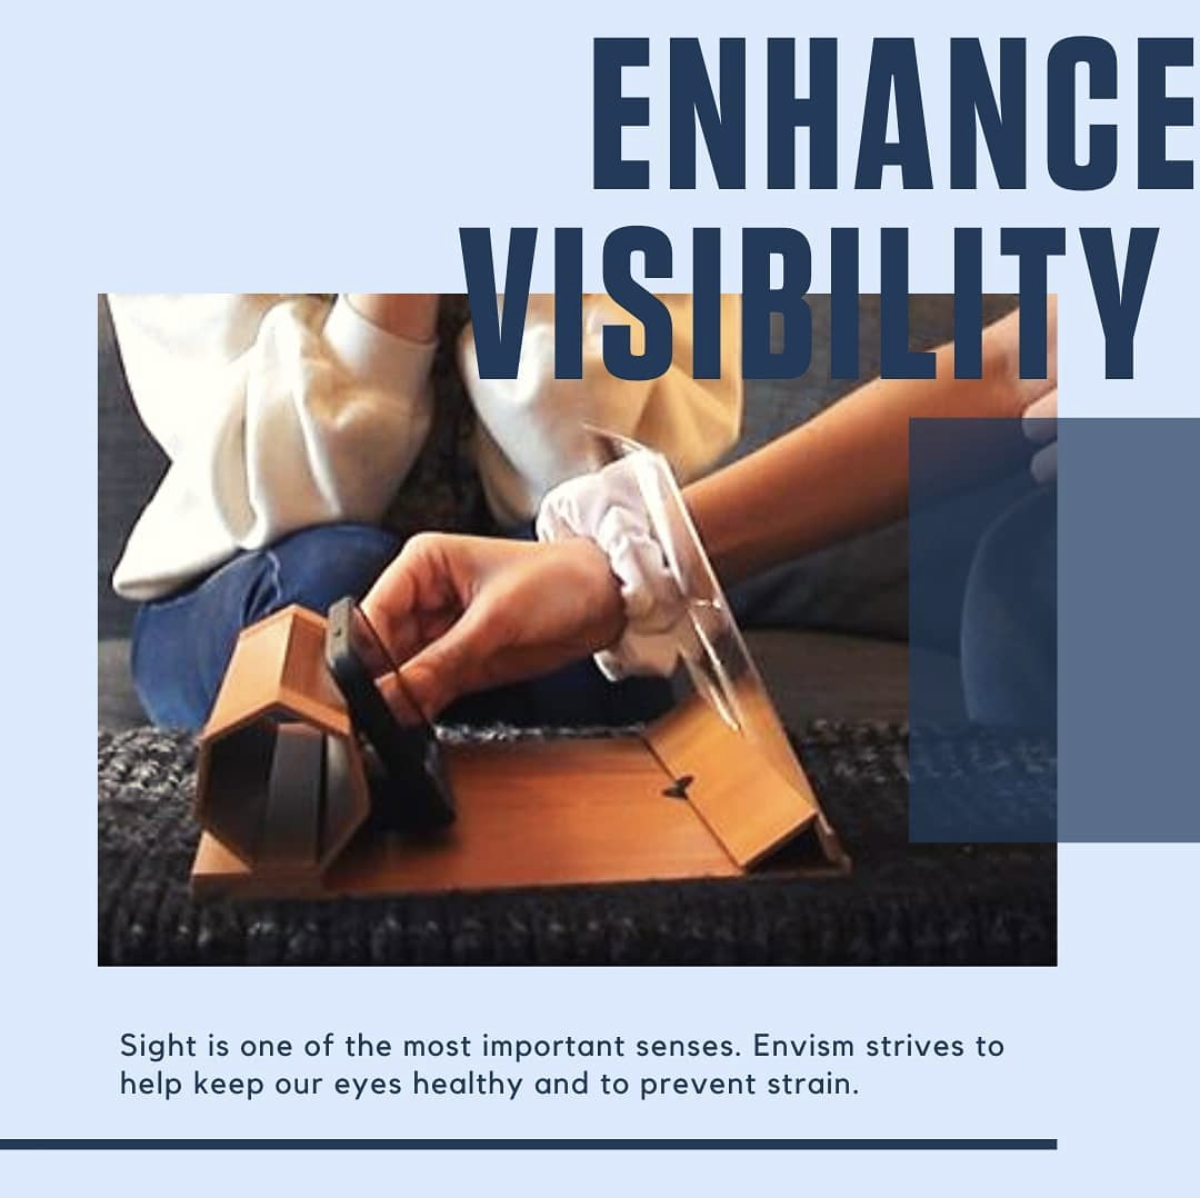 ENHANCE
VISIBILITY
Sight is one of the most important senses. Envism strives to
help keep our eyes healthy and to prevent strain.